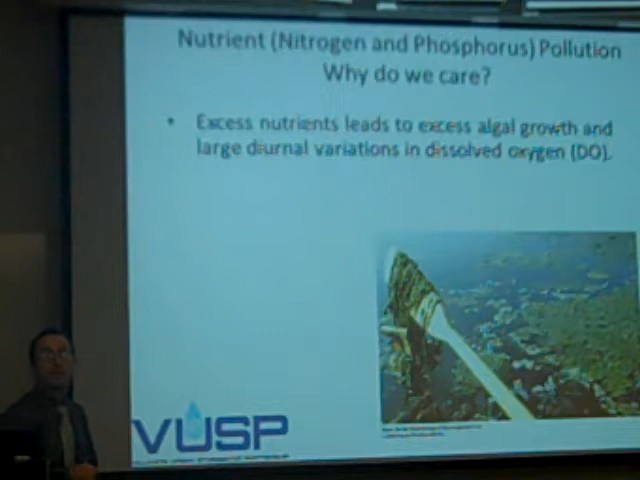 Nutrient (Nitrogen and Phosphorus) Pollution
Why do we care?
• Excess nutrients leads to excess algal growth and
large diurnal variations in dissolved oxygen (DO).
VUSP